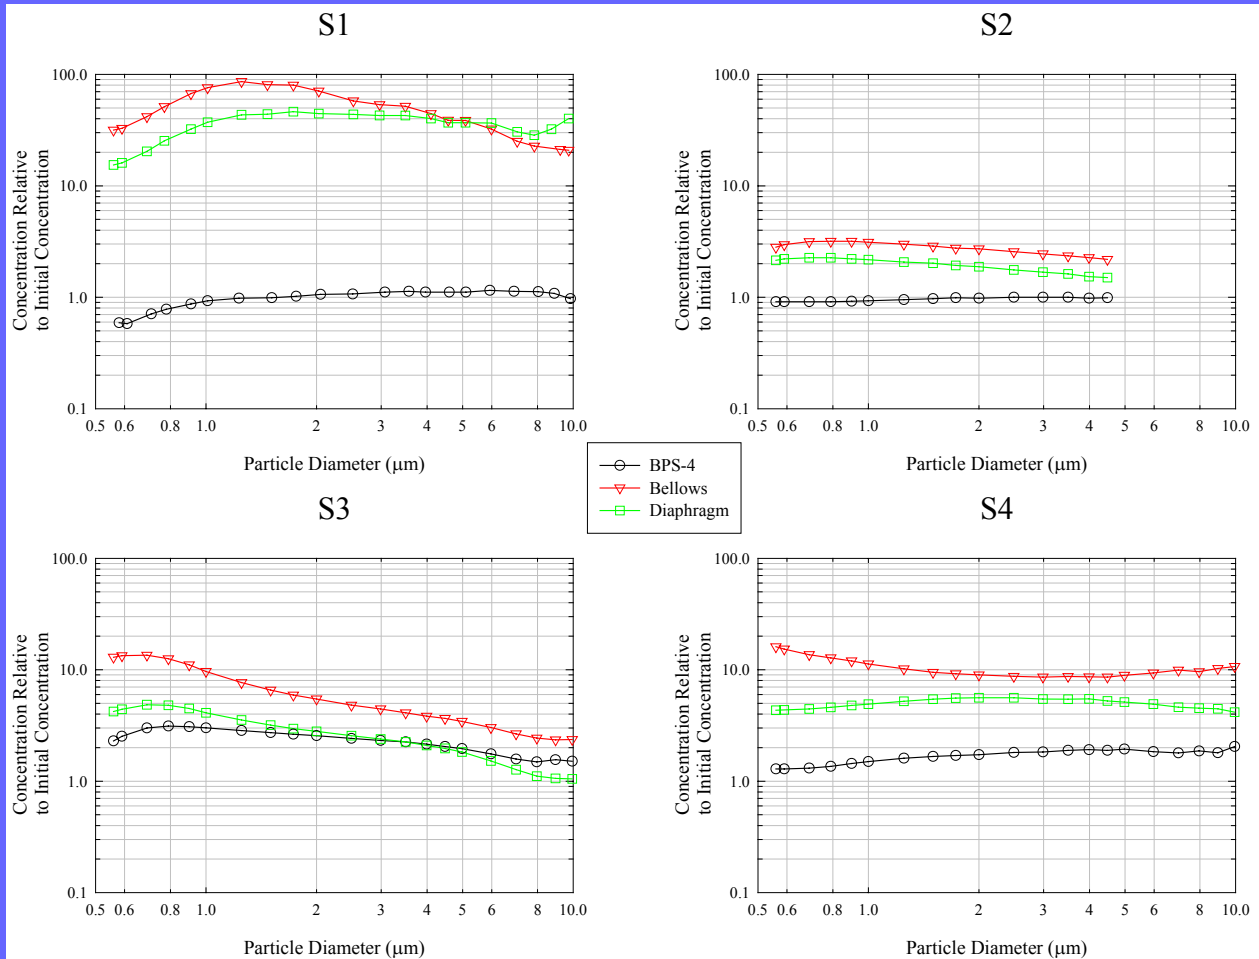 S1
S2
Concentration Relative
to Initial Concentration
100.0
10.0
1.0
0.1
0.5 0.6 0.8 1.0 2 3 4 5 6 8 10.0
Particle Diameter (μm)
Concentration Relative
to Initial Concentration
100.0
10.0
1.0
0.1
0.5 0.6 0.8 1.0 2 3 4 5 6 8 10.0
Particle Diameter (μm)
BPS-4
Bellows
Diaphragm
S3
S4
Concentration Relative
to Initial Concentration
100.0
10.0
1.0
0.1
0.5 0.6 0.8 1.0 2 3 4 5 6 8 10.0
Particle Diameter (μm)
Concentration Relative
to Initial Concentration
100.0
10.0
1.0
0.1
0.5 0.6 0.8 1.0 2 3 4 5 6 8 10.0
Particle Diameter (μm)